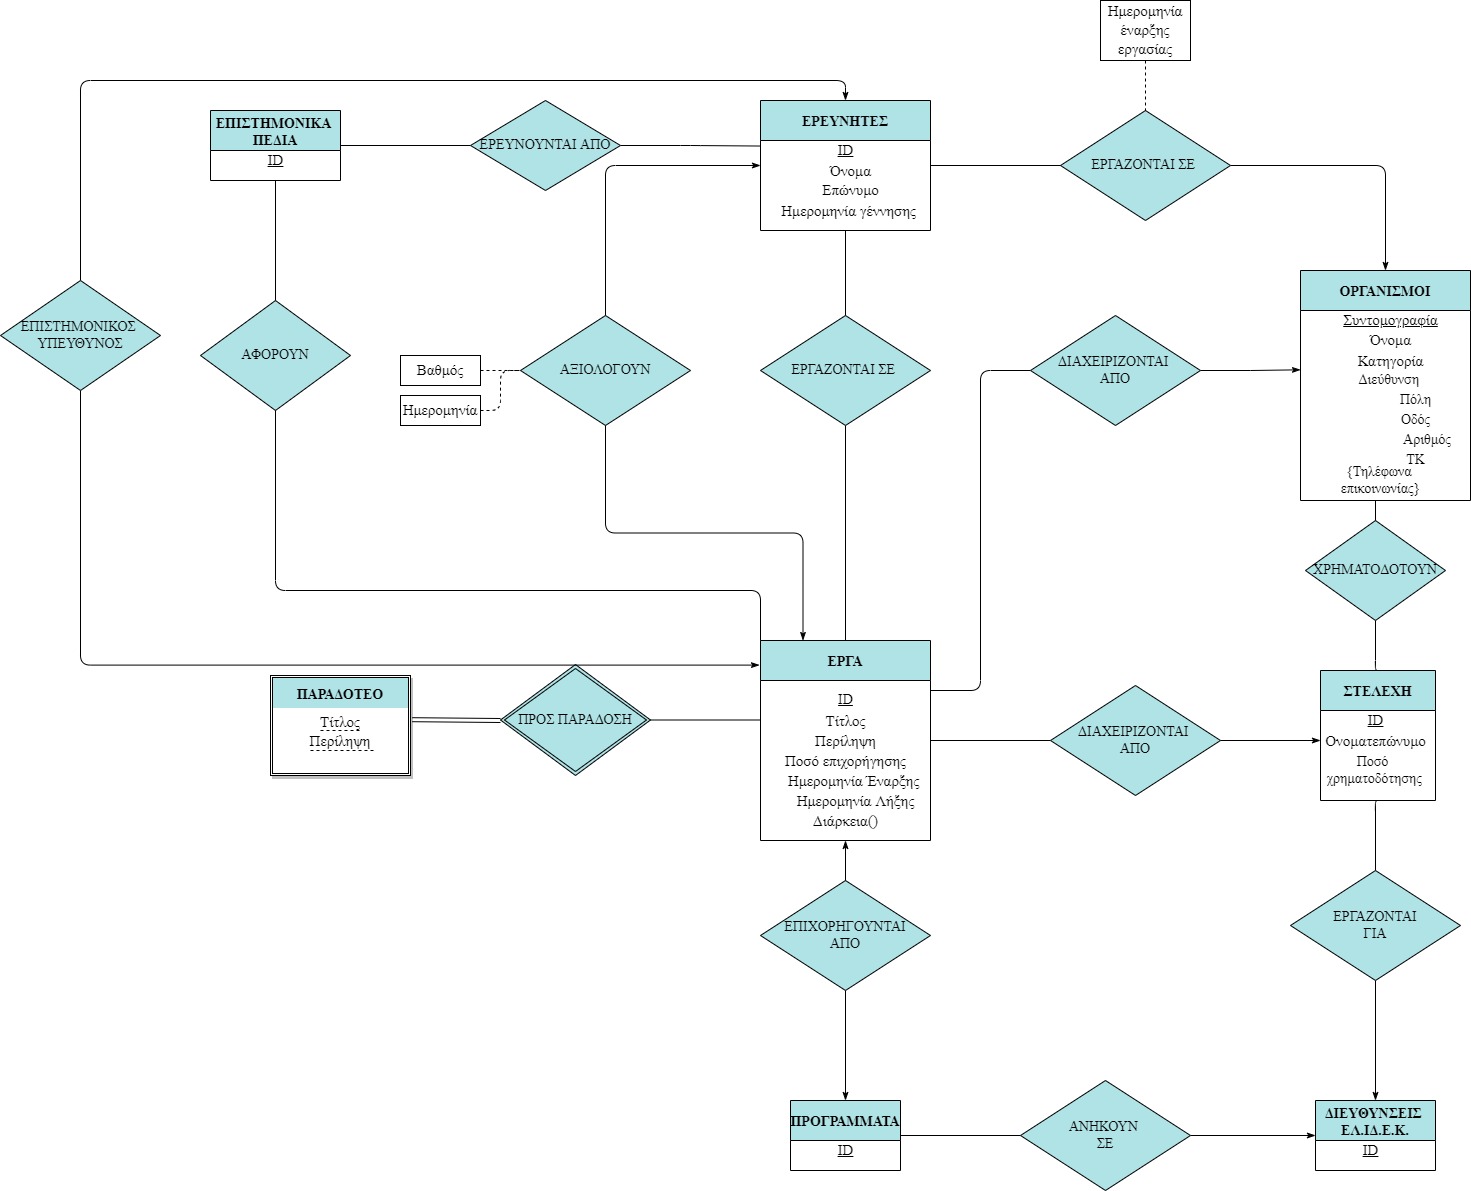 Ημερομηνία
έναρξης
εργασίας
ΕΠΙΣΤΗΜΟΝΙΚΑ
ΠΕΔΙΑ
ID
ΕΡΕΥΝΟΥΝΤΑΙ ΑΠΟ
ΕΡΕΥΝΗΤΕΣ
ID
Όνομα
Επώνυμο
Ημερομηνία γέννησης
ΕΡΓΑΖΟΝΤΑΙ ΣΕ
ΟΡΓΑΝΙΣΜΟΙ
Συντομογραφία
Όνομα
Κατηγορία
Διεύθυνση
Πόλη
Οδός
Αριθμός
ΤΚ
{Τηλέφωνα
επικοινωνίας}
ΕΠΙΣΤΗΜΟΝΙΚΟΣ
ΥΠΕΥΘΥΝΟΣ
ΑΦΟΡΟΥΝ
Βαθμός
Ημερομηνία
ΑΞΙΟΛΟΓΟΥΝ
ΕΡΓΑΖΟΝΤΑΙ ΣΕ
ΔΙΑΧΕΙΡΙΖΟΝΤΑΙ
ΑΠΟ
ΧΡΗΜΑΤΟΔΟΤΟΥΝ
ΠΑΡΑΔΟΤΕΟ
Τίτλος
Περίληψη
ΠΡΟΣ ΠΑΡΑΔΟΣΗ
ΕΡΓΑ
ID
Τίτλος
Περίληψη
Ποσό επιχορήγησης
Ημερομηνία Έναρξης
Ημερομηνία Λήξης
Διάρκεια()
ΔΙΑΧΕΙΡΙΖΟΝΤΑΙ
ΑΠΟ
ΣΤΕΛΕΧΗ
ID
Ονοματεπώνυμο
Ποσό
χρηματοδότησης
ΕΠΙΧΟΡΗΓΟΥΝΤΑΙ
ΑΠΟ
ΕΡΓΑΖΟΝΤΑΙ
ΓΙΑ
ΠΡΟΓΡΑΜΜΑΤΑ
ID
ΑΝΗΚΟΥΝ
ΣΕ
ΔΙΕΥΘΥΝΣΕΙΣ
ΕΛ.ΙΔ.Ε.Κ.
ID